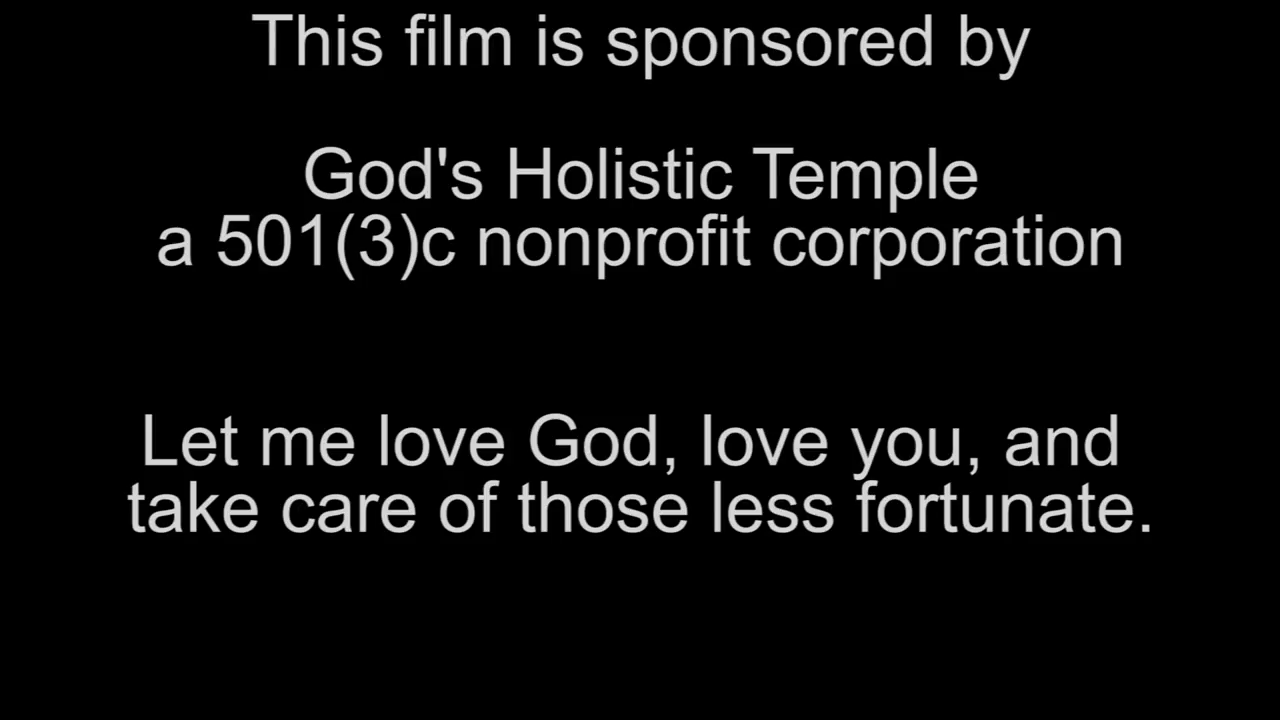 This film is sponsored by
God's Holistic Temple
a 501(3)c nonprofit corporation
Let me love God, love you, and
take care of those less fortunate.